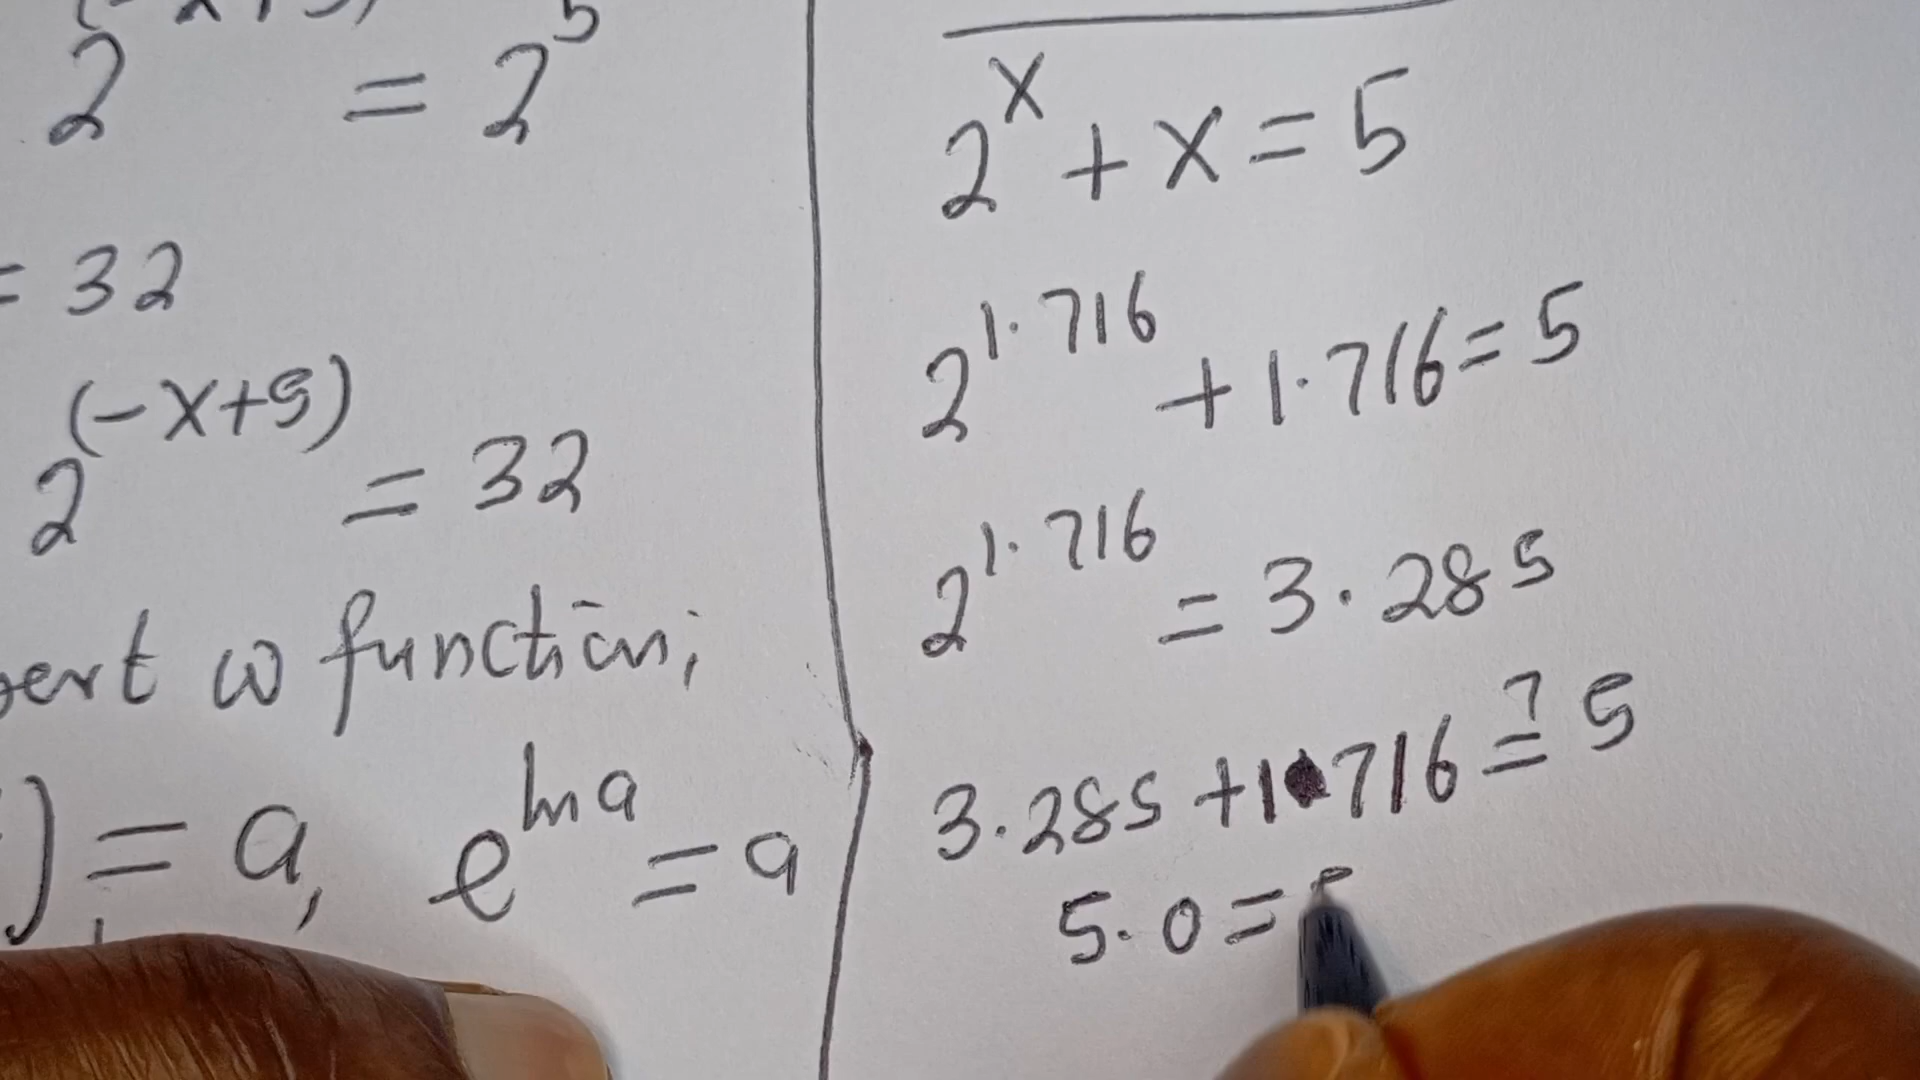 2^(-x+5) = 2^5
= 32
2^(-x+5) = 32
ert w function;
) = a, e^ln a = a
2^x + x = 5
2^1.716 + 1.716 = 5
2^1.716 = 3.285
3.285 + 1.716 =? 5
5.0 =